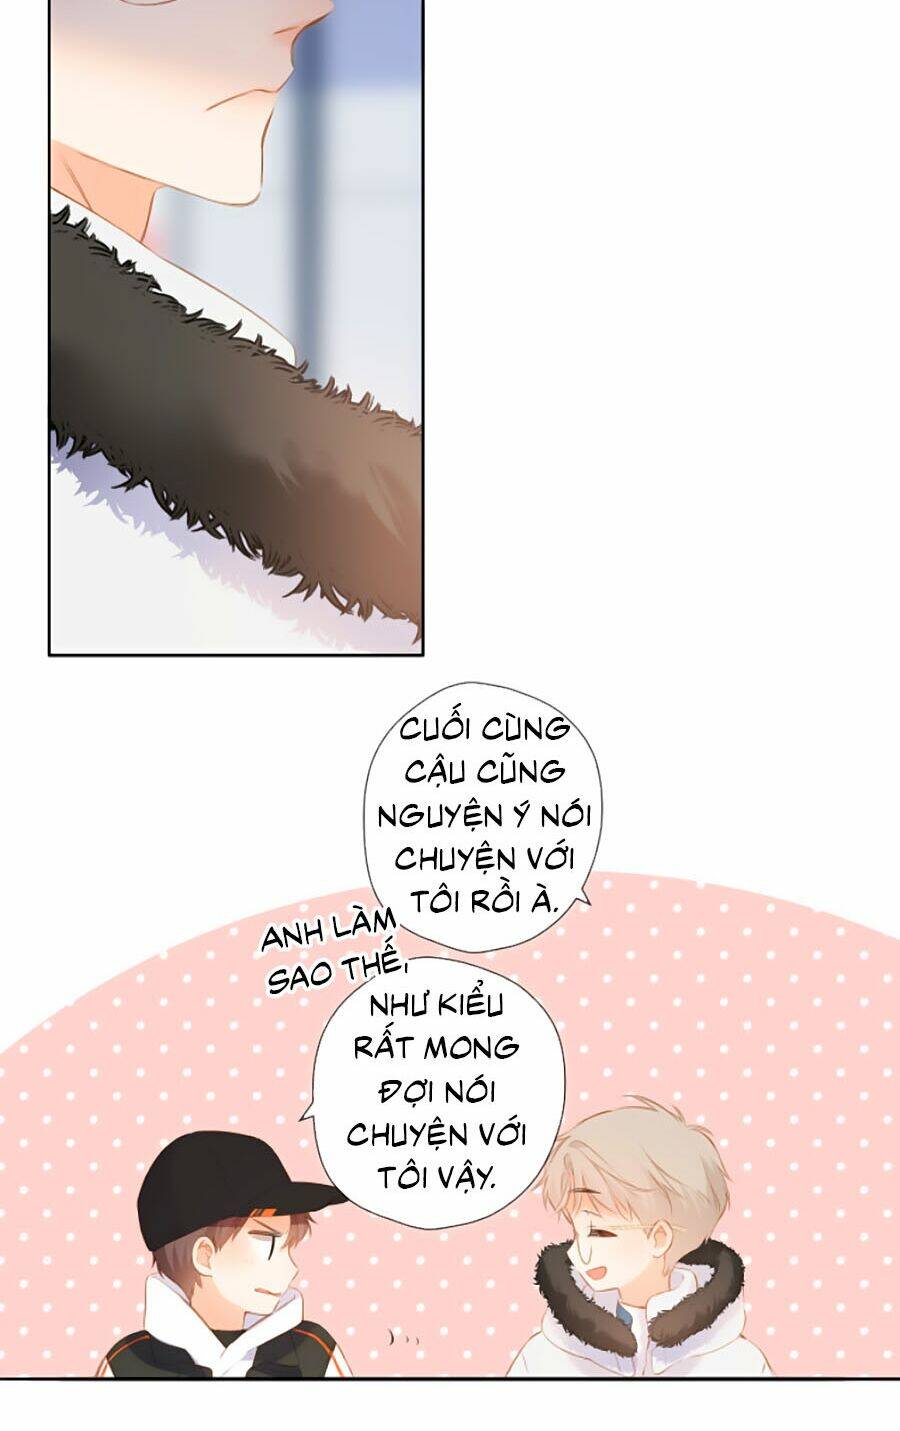 CUỐI CÙNG
CẬU CŨNG
NGUYỆN Ý NÓI
CHUYỆN VỚI
TÔI RỒI À.
ANH LÀM
SAO THẾ,
NHƯ KIỂU
RẤT MONG
ĐỢI NÓI
CHUYỆN VỚI
TÔI VẬY.